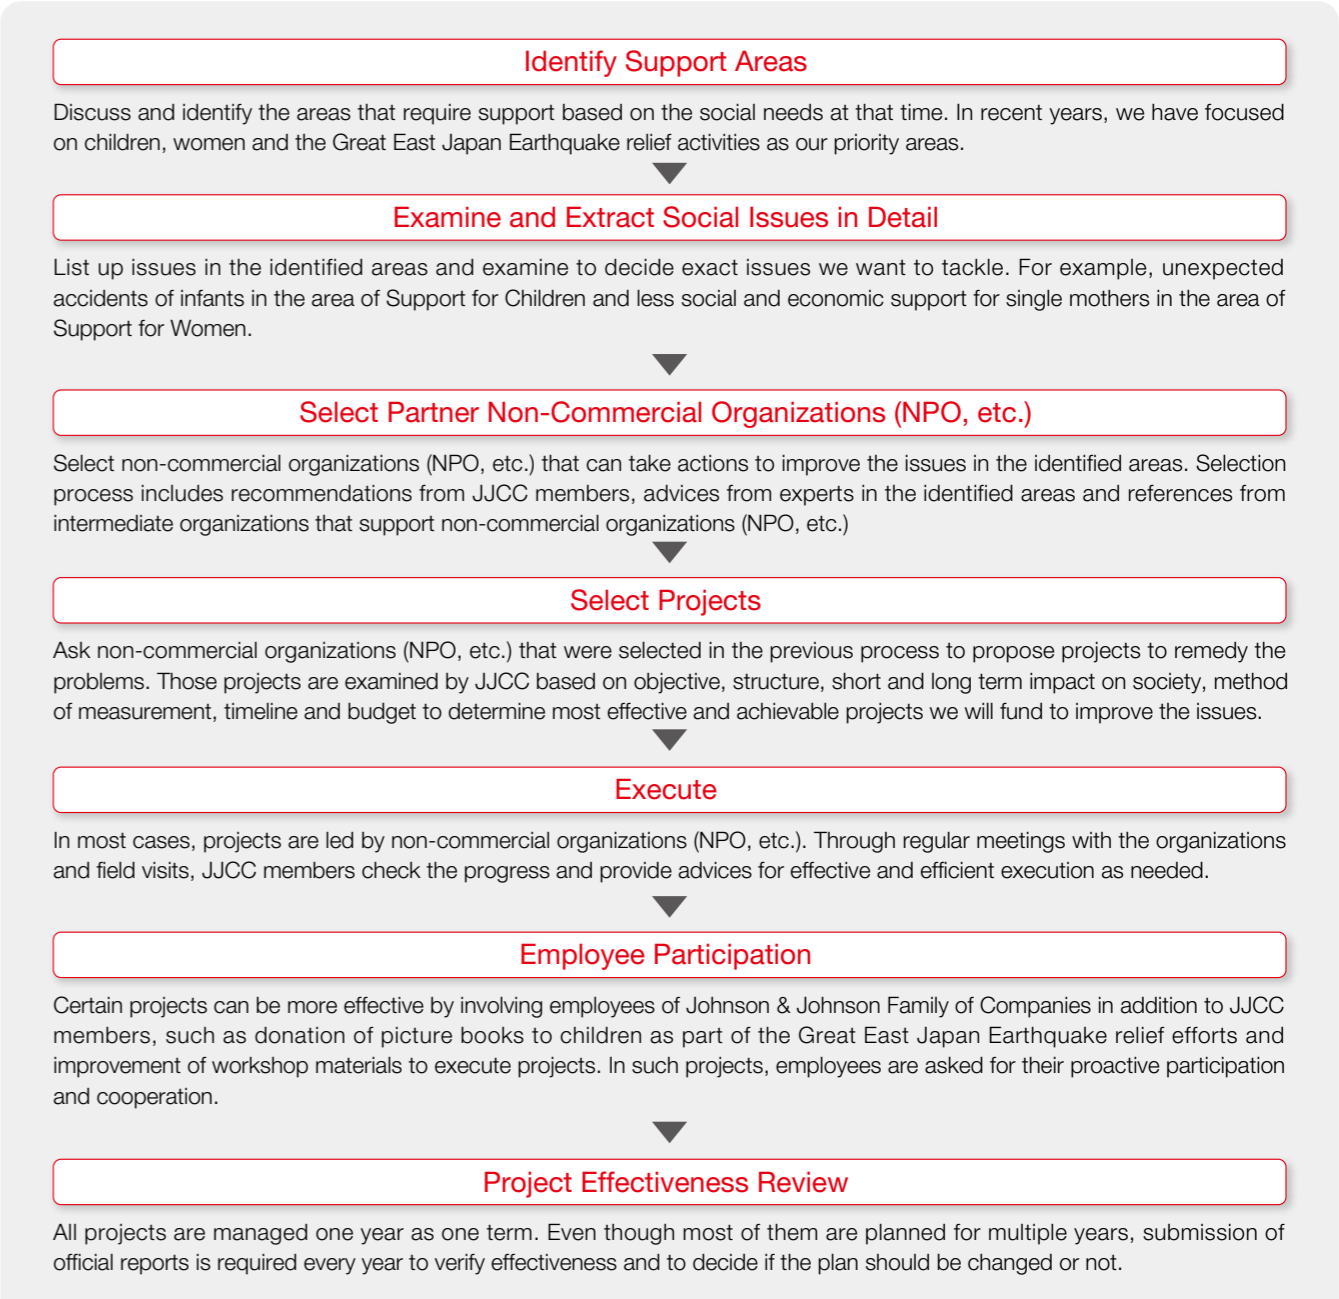 Identify Support Areas
Discuss and identify the areas that require support based on the social needs at that time. In recent years, we have focused
on children, women and the Great East Japan Earthquake relief activities as our priority areas.
Examine and Extract Social Issues in Detail
List up issues in the identified areas and examine to decide exact issues we want to tackle. For example, unexpected
accidents of infants in the area of Support for Children and less social and economic support for single mothers in the area of
Support for Women.
Select Partner Non-Commercial Organizations (NPO, etc.)
Select non-commercial organizations (NPO, etc.) that can take actions to improve the issues in the identified areas. Selection
process includes recommendations from JJCC members, advices from experts in the identified areas and references from
intermediate organizations that support non-commercial organizations (NPO, etc.)
Select Projects
Ask non-commercial organizations (NPO, etc.) that were selected in the previous process to propose projects to remedy the
problems. Those projects are examined by JJCC based on objective, structure, short and long term impact on society, method
of measurement, timeline and budget to determine most effective and achievable projects we will fund to improve the issues.
Execute
In most cases, projects are led by non-commercial organizations (NPO, etc.). Through regular meetings with the organizations
and field visits, JJCC members check the progress and provide advices for effective and efficient execution as needed.
Employee Participation
Certain projects can be more effective by involving employees of Johnson & Johnson Family of Companies in addition to JJCC
members, such as donation of picture books to children as part of the Great East Japan Earthquake relief efforts and
improvement of workshop materials to execute projects. In such projects, employees are asked for their proactive participation
and cooperation.
Project Effectiveness Review
All projects are managed one year as one term. Even though most of them are planned for multiple years, submission of
official reports is required every year to verify effectiveness and to decide if the plan should be changed or not.